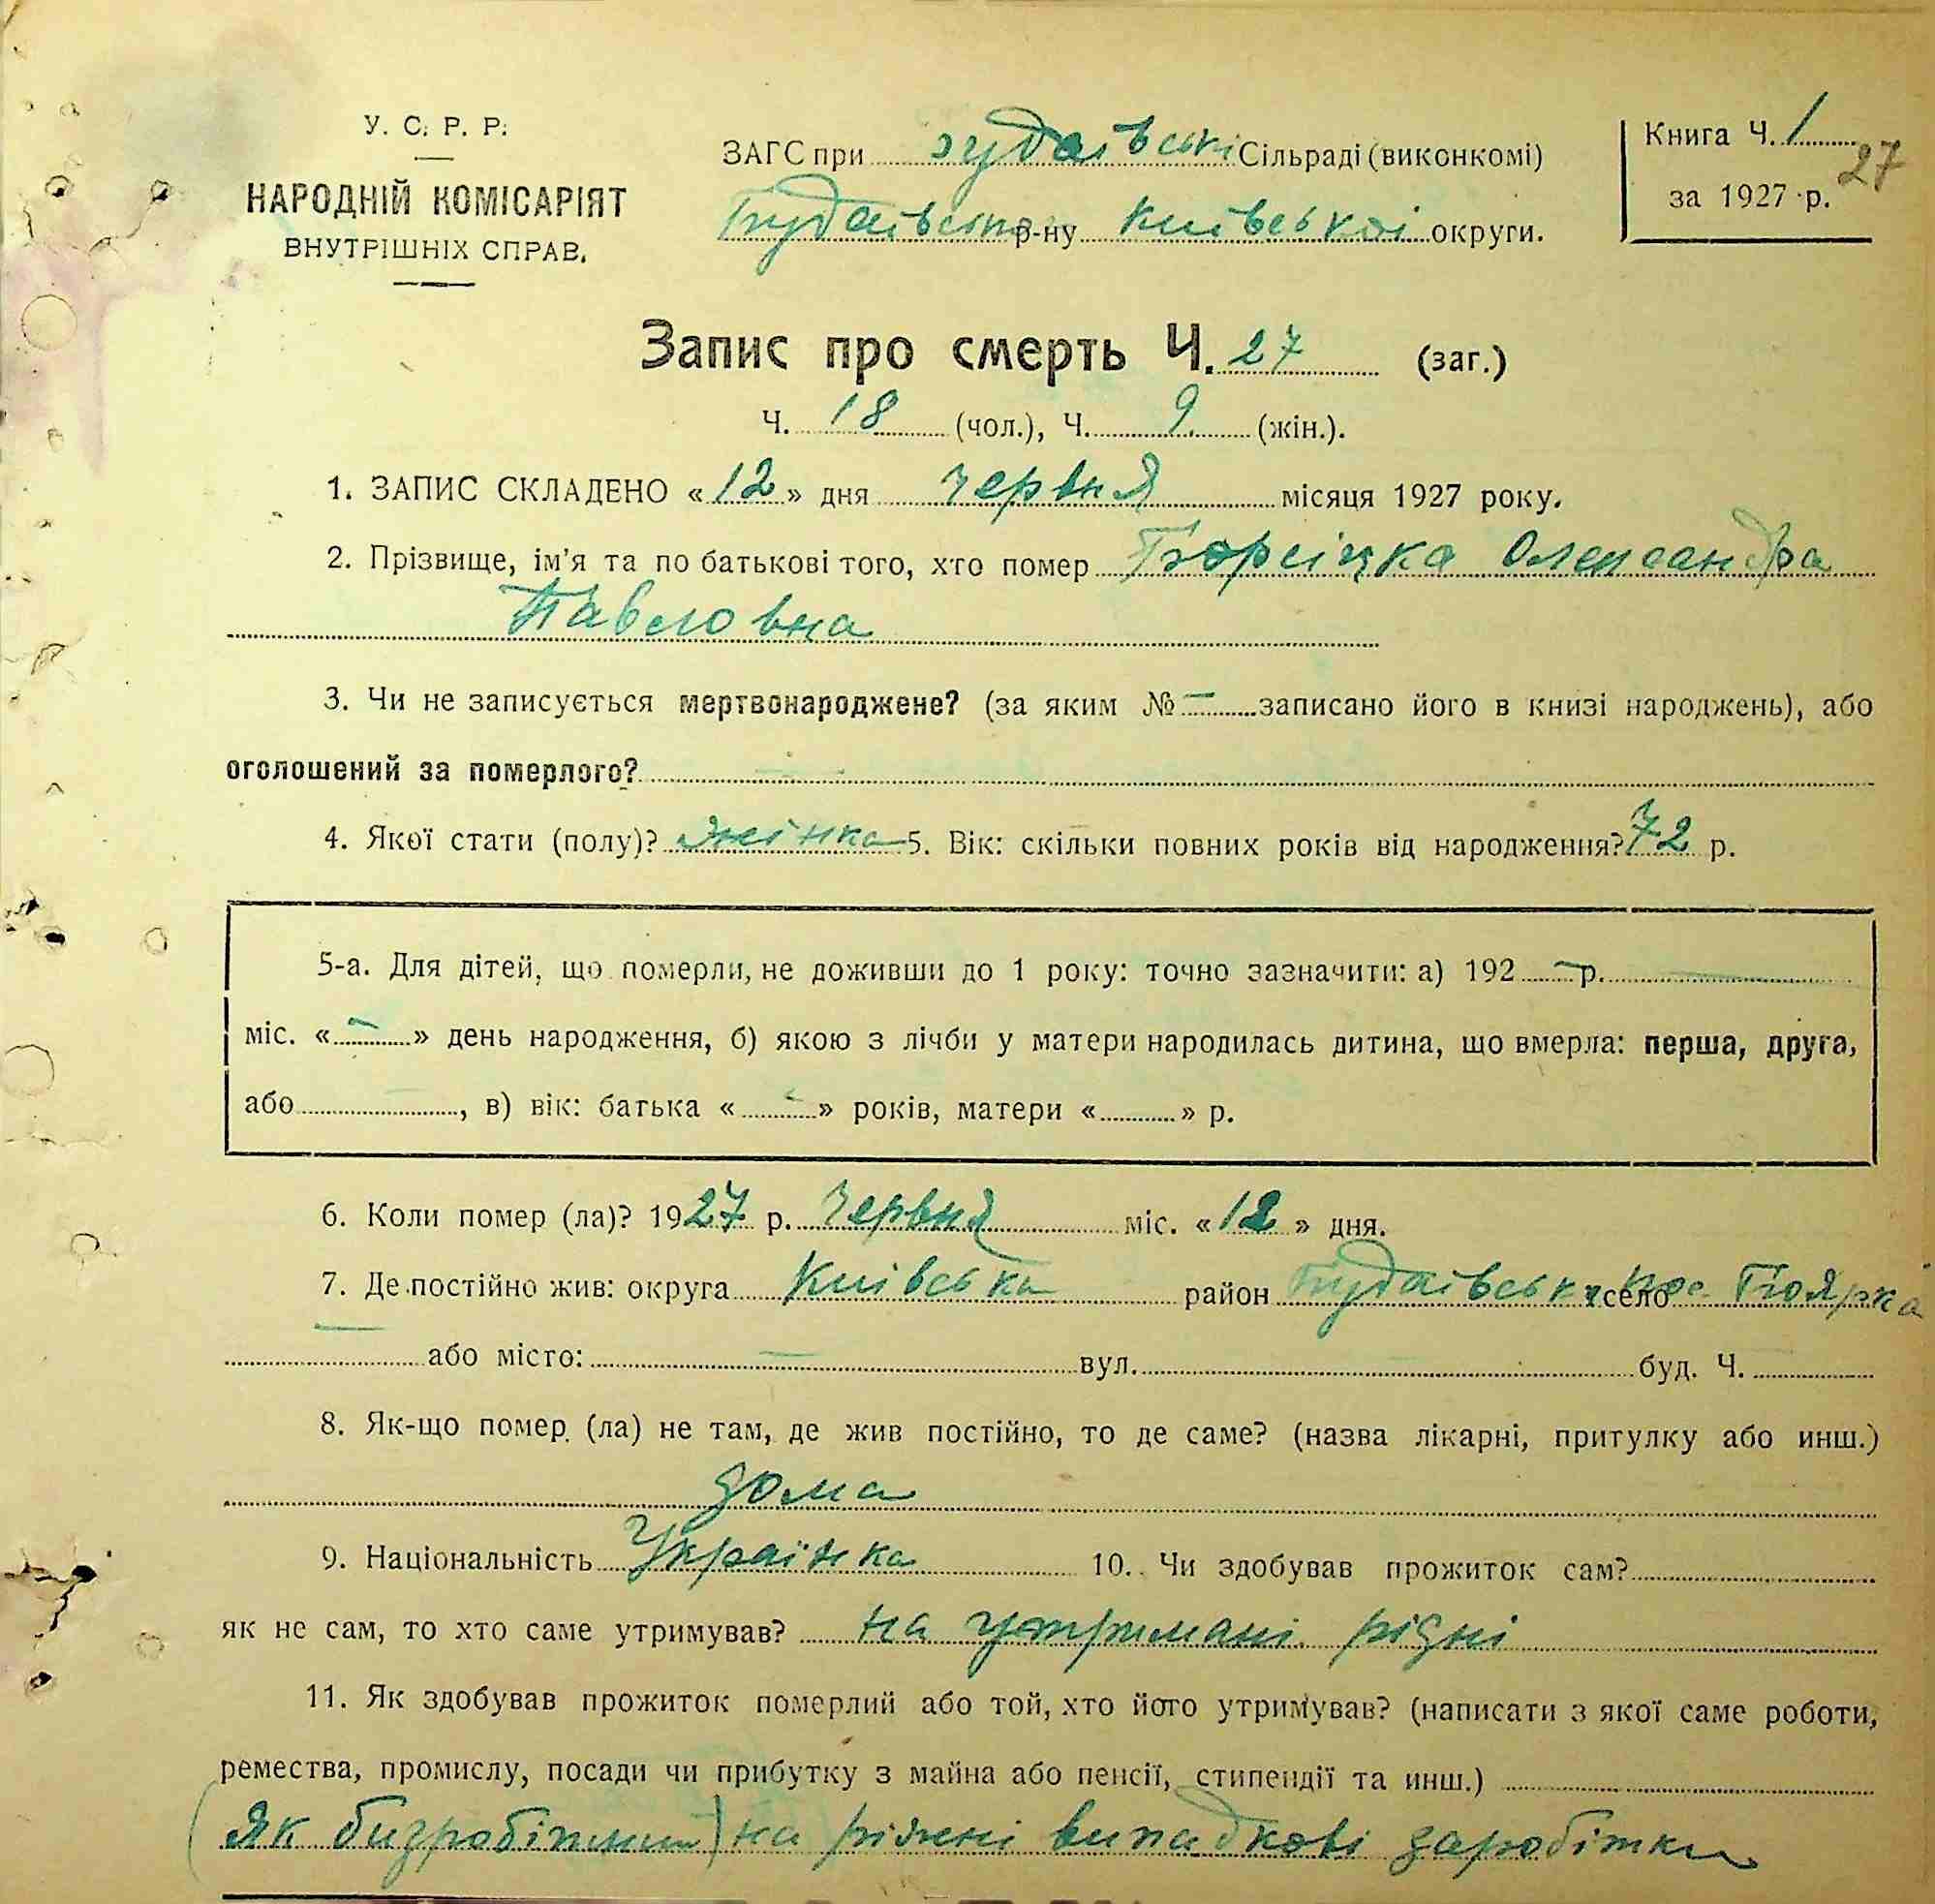 У. С. Р. Р.
НАРОДНІЙ КОМІСАРІЯТ
ВНУТРІШНІХ СПРАВ.
ЗАГС при Будаївські Сільраді (виконкомі)
Будаївсько р-ну Київської округи.
Книга Ч. 1
27
за 1927 р.
Запис про смерть Ч. 27 (заг.)
Ч. 18 (чол.), Ч. 9 (жін.).
1. ЗАПИС СКЛАДЕНО «12» дня червня місяця 1927 року.
2. Прізвище, ім'я та по батькові того, хто помер Олександра
Павловна
3. Чи не записується мертвонароджене? (за яким № — записано його в книзі народжень), або
оголошений за померлого?
4. Якої стати (полу)? жінка 5. Вік: скільки повних років від народження? 72 р.
5-а. Для дітей, що померли, не доживши до 1 року: точно зазначити: а) 192 — р. —
міс. « — » день народження, б) якою з лічби у матери народилась дитина, що вмерла: перша, друга,
або , в) вік: батька « — » років, матери « » р.
6. Коли помер (ла)? 1927 р. Червня міс. «12» дня.
7. Де постійно жив: округа Київська район Будаївськ село Боярка
— або місто: — вул. буд. Ч.
8. Як-що помер (ла) не там, де жив постійно, то де саме? (назва лікарні, притулку або инш.)
дома
9. Національність Українка 10. Чи здобував прожиток сам?
як не сам, то хто саме утримував? на утримані рідні
11. Як здобував прожиток померлий або той, хто його утримував? (написати з якої саме роботи,
ремества, промислу, посади чи прибутку з майна або пенсії, стипендії та инш.)
(Як безробітний) на ріжні випадкові заробітки